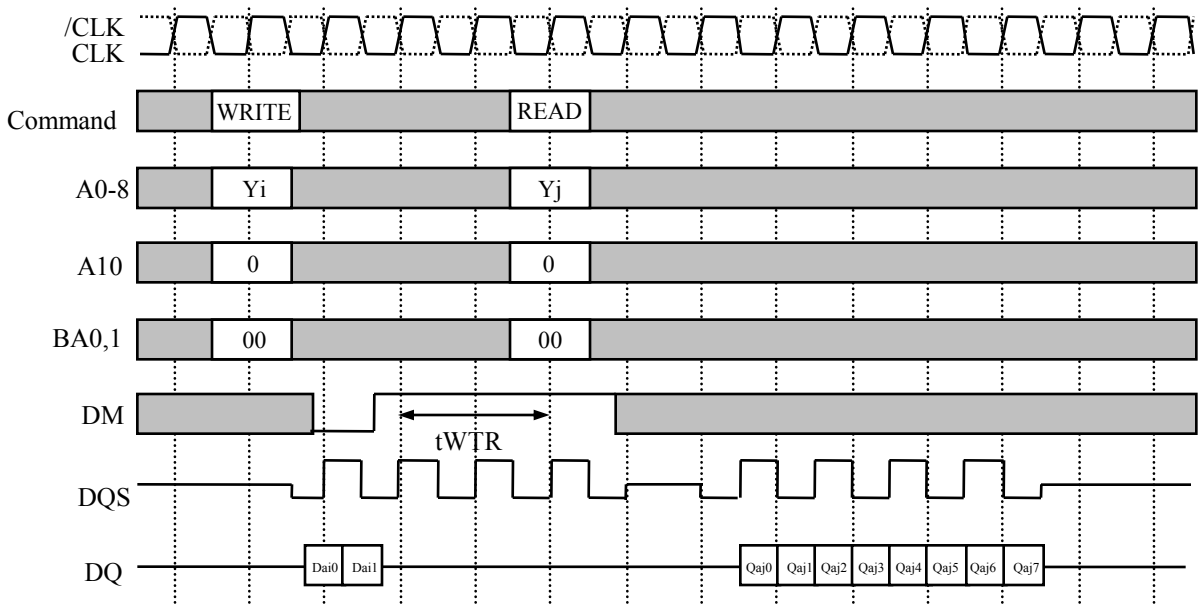 /CLK
CLK
Command WRITE READ
A0-8 Yi Yj
A10 0 0
BA0,1 00 00
DM
tWTR
DQS
DQ Dai0 Dai1 Qaj0 Qaj1 Qaj2 Qaj3 Qaj4 Qaj5 Qaj6 Qaj7